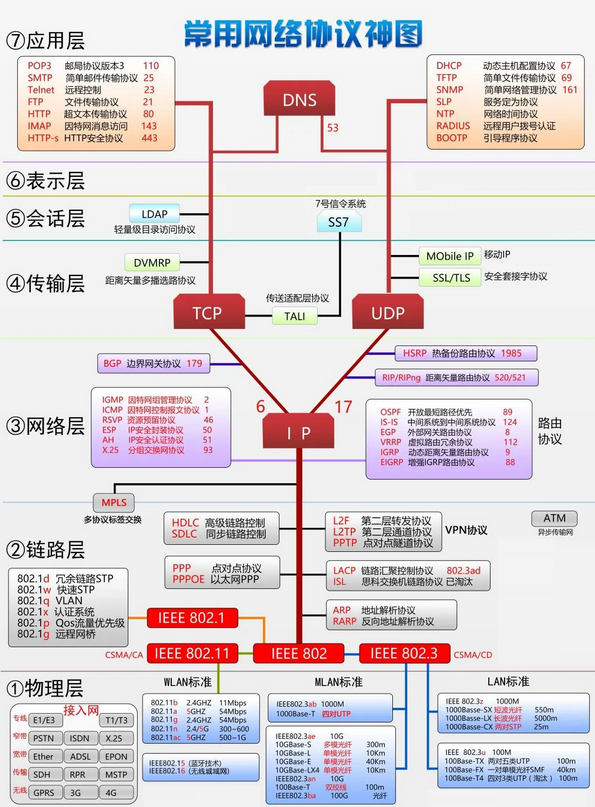 常用网络协议神图
⑦应用层
POP3 邮局协议版本3 110
SMTP 简单邮件传输协议 25
Telnet 远程控制 23
FTP 文件传输协议 21
HTTP 超文本传输协议 80
IMAP 因特网消息访问 143
HTTP-s HTTP安全协议 443
DNS
53
DHCP 动态主机配置协议 67
TFTP 简单文件传输协议 69
SNMP 简单网络管理协议 161
SLP 服务定为协议
NTP 网络时间协议
RADIUS 远程用户拨号认证
BOOTP 引导程序协议
⑥表示层
⑤会话层
LDAP
轻量级目录访问协议
7号信令系统
SS7
④传输层
DVMRP
距离矢量多播选路协议
MObile IP 移动IP
SSL/TLS 安全套接字协议
TCP
传送适配层协议
TALI
UDP
BGP 边界网关协议 179
HSRP 热备份路由协议 1985
RIP/RIPng 距离矢量路由协议 520/521
③网络层
IGMP 因特网组管理协议 2
ICMP 因特网控制报文协议 1
RSVP 资源预留协议 46
ESP IP安全封装协议 50
AH IP安全认证协议 51
X.25 分组交换网协议 93
6
17
IP
OSPF 开放最短路径优先 89
IS-IS 中间系统到中间系统协议 124
EGP 外部网关路由协议 8
VRRP 虚拟路由冗余协议 112
IGRP 动态距离矢量路由协议 9
EIGRP 增强IGRP路由协议 88
路由
协议
MPLS
多协议标签交换
HDLC 高级链路控制
SDLC 同步链路控制
L2F 第二层转发协议
L2TP 第二层通道协议
PPTP 点对点隧道协议
VPN协议
ATM
异步传输网
②链路层
PPP 点对点协议
PPPOE 以太网PPP
LACP 链路汇聚控制协议 802.3ad
ISL 思科交换机链路协议 已淘汰
802.1d 冗余链路STP
802.1w 快速STP
802.1q VLAN
802.1x 认证系统
802.1p Qos流量优先级
802.1g 远程网桥
ARP 地址解析协议
RARP 反向地址解析协议
IEEE 802.1
CSMA/CA
IEEE 802.11
IEEE 802
IEEE 802.3
CSMA/CD
①物理层
WLAN标准
MLAN标准
LAN标准
接入网
专线 E1/E3 T1/T3
窄带 PSTN ISDN X.25
宽带 Ether ADSL EPON
传输 SDH RPR MSTP
无线 GPRS 3G 4G
802.11b 2.4GHZ 11Mbps
802.11a 5GHZ 54Mbps
802.11g 2.4GHZ 54Mbps
802.11n 2.4/5G 300~600
802.11ac 5GHZ 500~1G
802.15 (蓝牙技术)
802.16 (无线城域网)
IEEE802.3ab 1000M
1000Base-T 四对UTP
IEEE802.3ae 10G
10GBase-S 多模光纤 300m
10GBase-L 单模光纤 10Km
10GBase-E 单模光纤 40Km
10GBase-LX4 单模光纤 10Km
IEEE802.3an 10G
10GBase-T 双绞线 100m
IEEE802.3ba 100G 光纤
IEEE 802.3z 1000M
1000Basse-SX 短波光纤 550m
1000Basse-LX 长波光纤 5000m
1000Basse-CX 两对STP 25m
IEEE 802.3u 100M
100Base-TX 两对五类UTP 100m
100Base-FX 一对单模光纤SMF 40km
100Base-T4 四对3类UTP（淘汰）100m